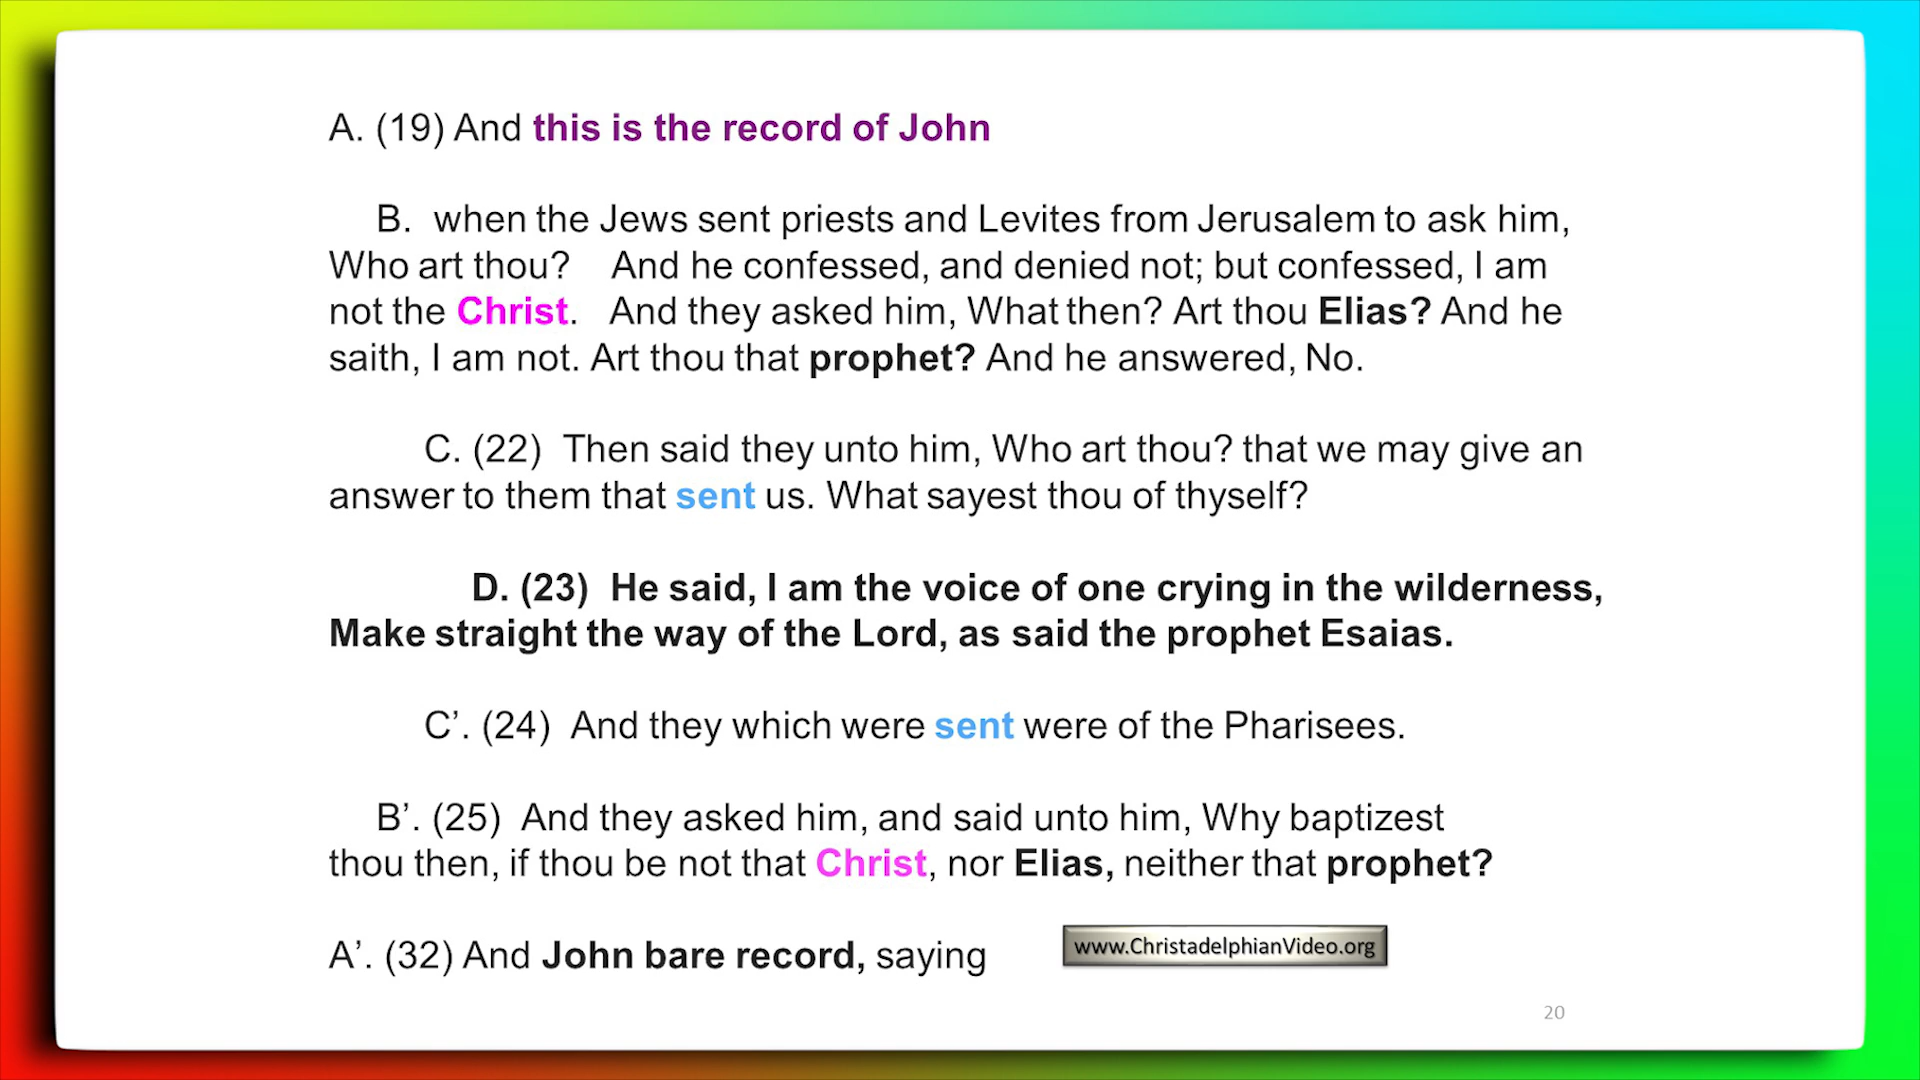 A. (19) And this is the record of John
B.  when the Jews sent priests and Levites from Jerusalem to ask him,
Who art thou?    And he confessed, and denied not; but confessed, I am
not the Christ.   And they asked him, What then? Art thou Elias? And he
saith, I am not. Art thou that prophet? And he answered, No.
C. (22)  Then said they unto him, Who art thou? that we may give an
answer to them that sent us. What sayest thou of thyself?
D. (23)  He said, I am the voice of one crying in the wilderness,
Make straight the way of the Lord, as said the prophet Esaias.
C’. (24)  And they which were sent were of the Pharisees.
B’. (25)  And they asked him, and said unto him, Why baptizest
thou then, if thou be not that Christ, nor Elias, neither that prophet?
A’. (32) And John bare record, saying
www.ChristadelphianVideo.org
20